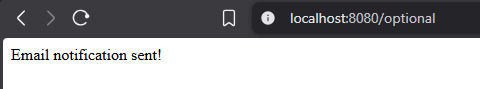 localhost:8080/optional
Email notification sent!